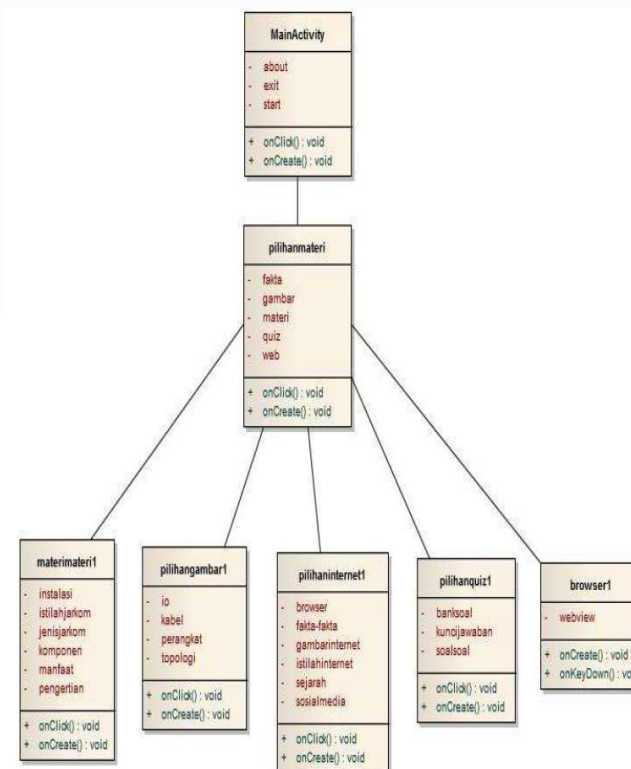 MainActivity
- about
- exit
- start
+ onClick() : void
+ onCreate() : void
pilihanmateri
- fakta
- gambar
- materi
- quiz
- web
+ onClick() : void
+ onCreate() : void
materimateri1
- instalasi
- istilahjarkom
- jenisjarkom
- komponen
- manfaat
- pengertian
+ onClick() : void
+ onCreate() : void
pilihangambar1
- io
- kabel
- perangkat
- topologi
+ onClick() : void
+ onCreate() : void
pilihaninternet1
- browser
- fakta-fakta
- gambarinternet
- istilahinternet
- sejarah
- sosialmedia
+ onClick() : void
+ onCreate() : void
pilihanquiz1
- banksoal
- kunoijawaban
- soalsoal
+ onClick() : void
+ onCreate() : void
browser1
- webview
+ onCreate() : void
+ onKeyDown() : vo